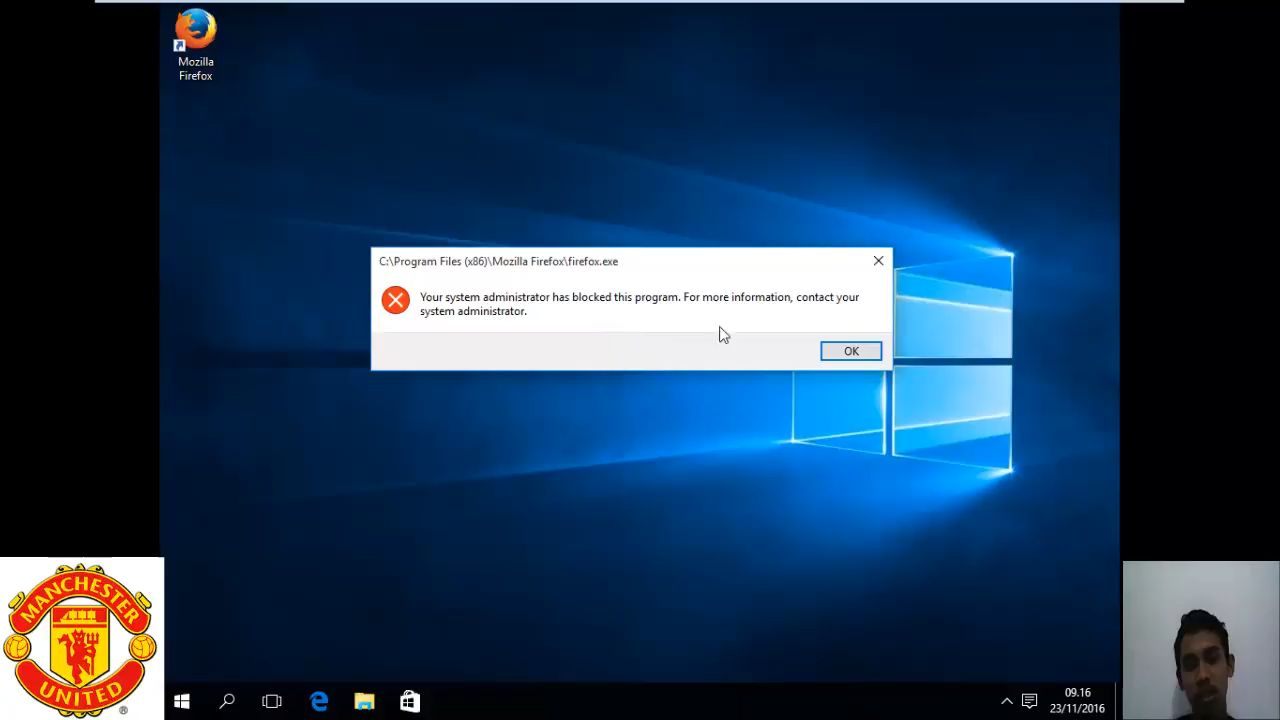 Mozilla
Firefox
C:\Program Files (x86)\Mozilla Firefox\firefox.exe
Your system administrator has blocked this program. For more information, contact your
system administrator.
OK
MANCHESTER
UNITED
®
09.16
23/11/2016